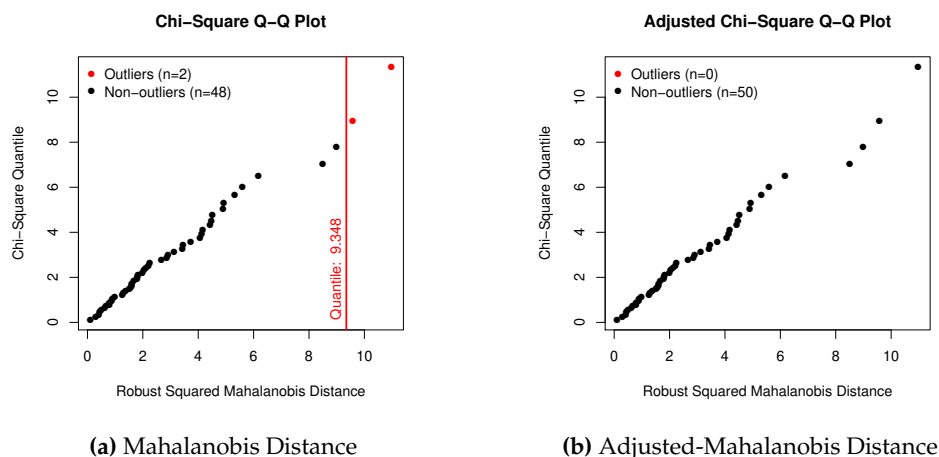 Chi−Square Q−Q Plot
Outliers (n=2)
Non−outliers (n=48)
Quantile: 9.348
Chi−Square Quantile
0 2 4 6 8 10
0 2 4 6 8 10
Robust Squared Mahalanobis Distance
(a) Mahalanobis Distance
Adjusted Chi−Square Q−Q Plot
Outliers (n=0)
Non−outliers (n=50)
Chi−Square Quantile
0 2 4 6 8 10
0 2 4 6 8 10
Robust Squared Mahalanobis Distance
(b) Adjusted-Mahalanobis Distance